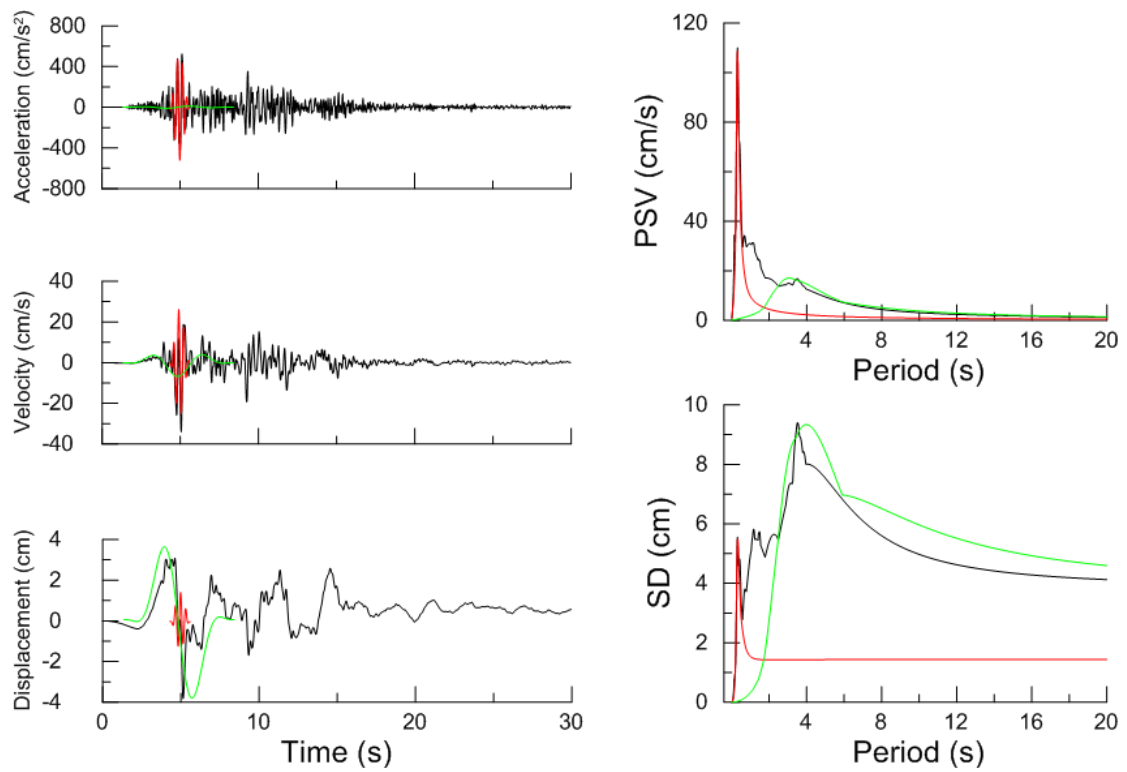 Acceleration (cm/s²)
800
400
0
-400
-800
Velocity (cm/s)
40
20
0
-20
-40
Displacement (cm)
4
2
0
-2
-4
0 10 20 30
Time (s)
PSV (cm/s)
120
80
40
0
4 8 12 16 20
Period (s)
SD (cm)
10
8
6
4
2
0
4 8 12 16 20
Period (s)